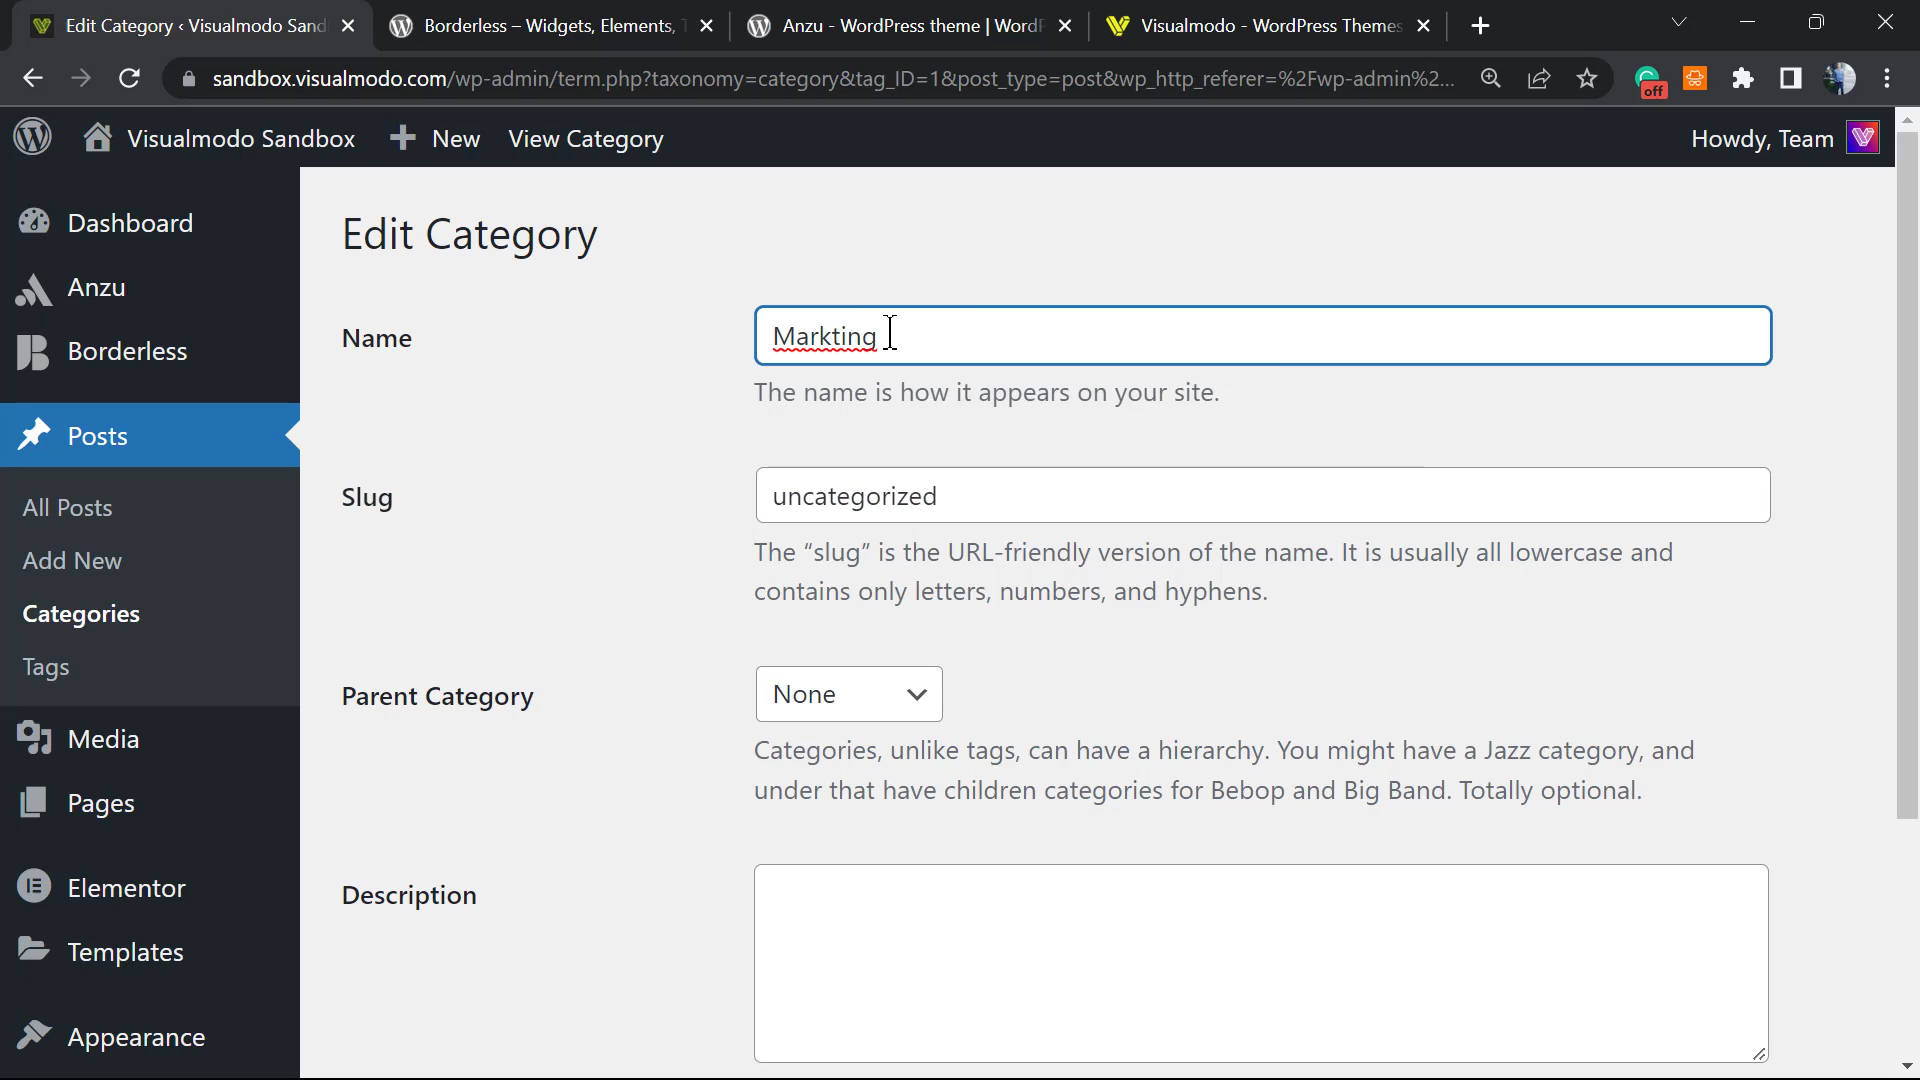 Edit Category ‹ Visualmodo Sand
Borderless – Widgets, Elements,
Anzu - WordPress theme | Word
Visualmodo - WordPress Themes
sandbox.visualmodo.com/wp-admin/term.php?taxonomy=category&tag_ID=1&post_type=post&wp_http_referer=%2Fwp-admin%2...
off
Visualmodo Sandbox
New
View Category
Howdy, Team
Dashboard
Anzu
Borderless
Posts
All Posts
Add New
Categories
Tags
Media
Pages
Elementor
Templates
Appearance
Edit Category
Name
Markting
The name is how it appears on your site.
Slug
uncategorized
The “slug” is the URL-friendly version of the name. It is usually all lowercase and
contains only letters, numbers, and hyphens.
Parent Category
None
Categories, unlike tags, can have a hierarchy. You might have a Jazz category, and
under that have children categories for Bebop and Big Band. Totally optional.
Description